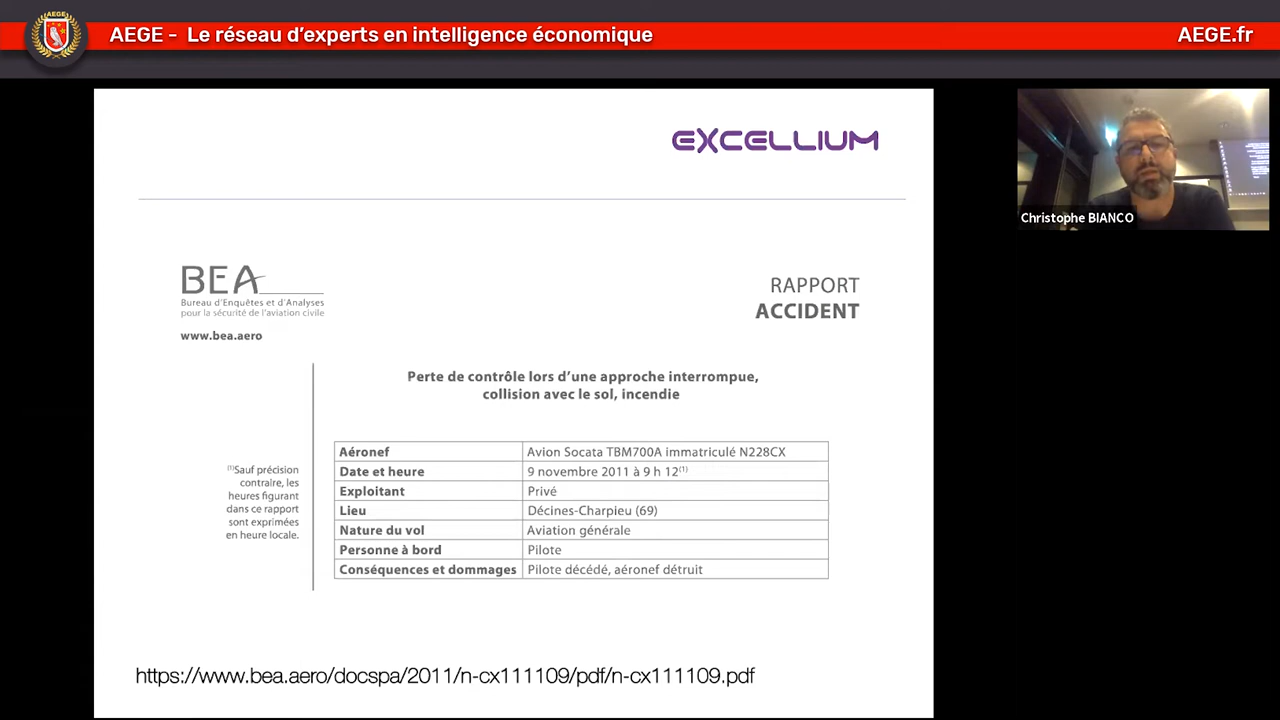 AEGE
AEGE - Le réseau d'experts en intelligence économique
AEGE.fr
EXCELLIUM
Christophe BIANCO
BEA
Bureau d'Enquêtes et d'Analyses
pour la sécurité de l'aviation civile
www.bea.aero
RAPPORT
ACCIDENT
Perte de contrôle lors d'une approche interrompue,
collision avec le sol, incendie
(1)Sauf précision
contraire, les
heures figurant
dans ce rapport
sont exprimées
en heure locale.
Aéronef Avion Socata TBM700A immatriculé N228CX
Date et heure 9 novembre 2011 à 9 h 12(1)
Exploitant Privé
Lieu Décines-Charpieu (69)
Nature du vol Aviation générale
Personne à bord Pilote
Conséquences et dommages Pilote décédé, aéronef détruit
https://www.bea.aero/docspa/2011/n-cx111109/pdf/n-cx111109.pdf